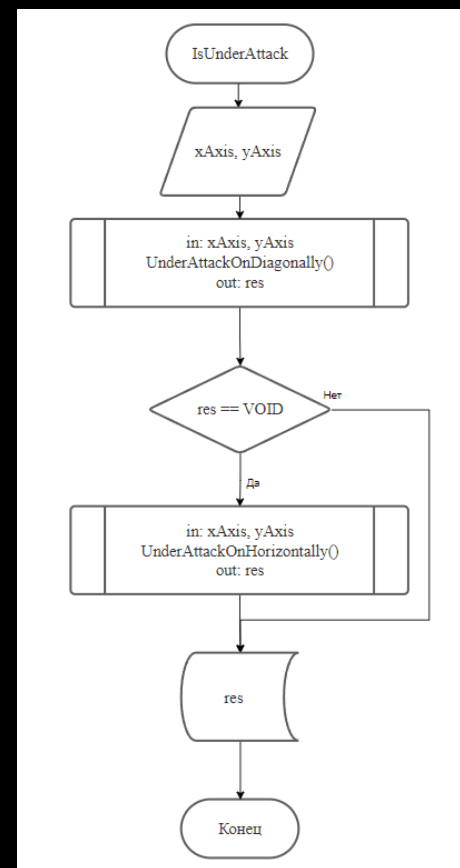 IsUnderAttack
xAxis, yAxis
in: xAxis, yAxis
UnderAttackOnDiagonally()
out: res
res == VOID
Нет
Да
in: xAxis, yAxis
UnderAttackOnHorizontally()
out: res
res
Конец